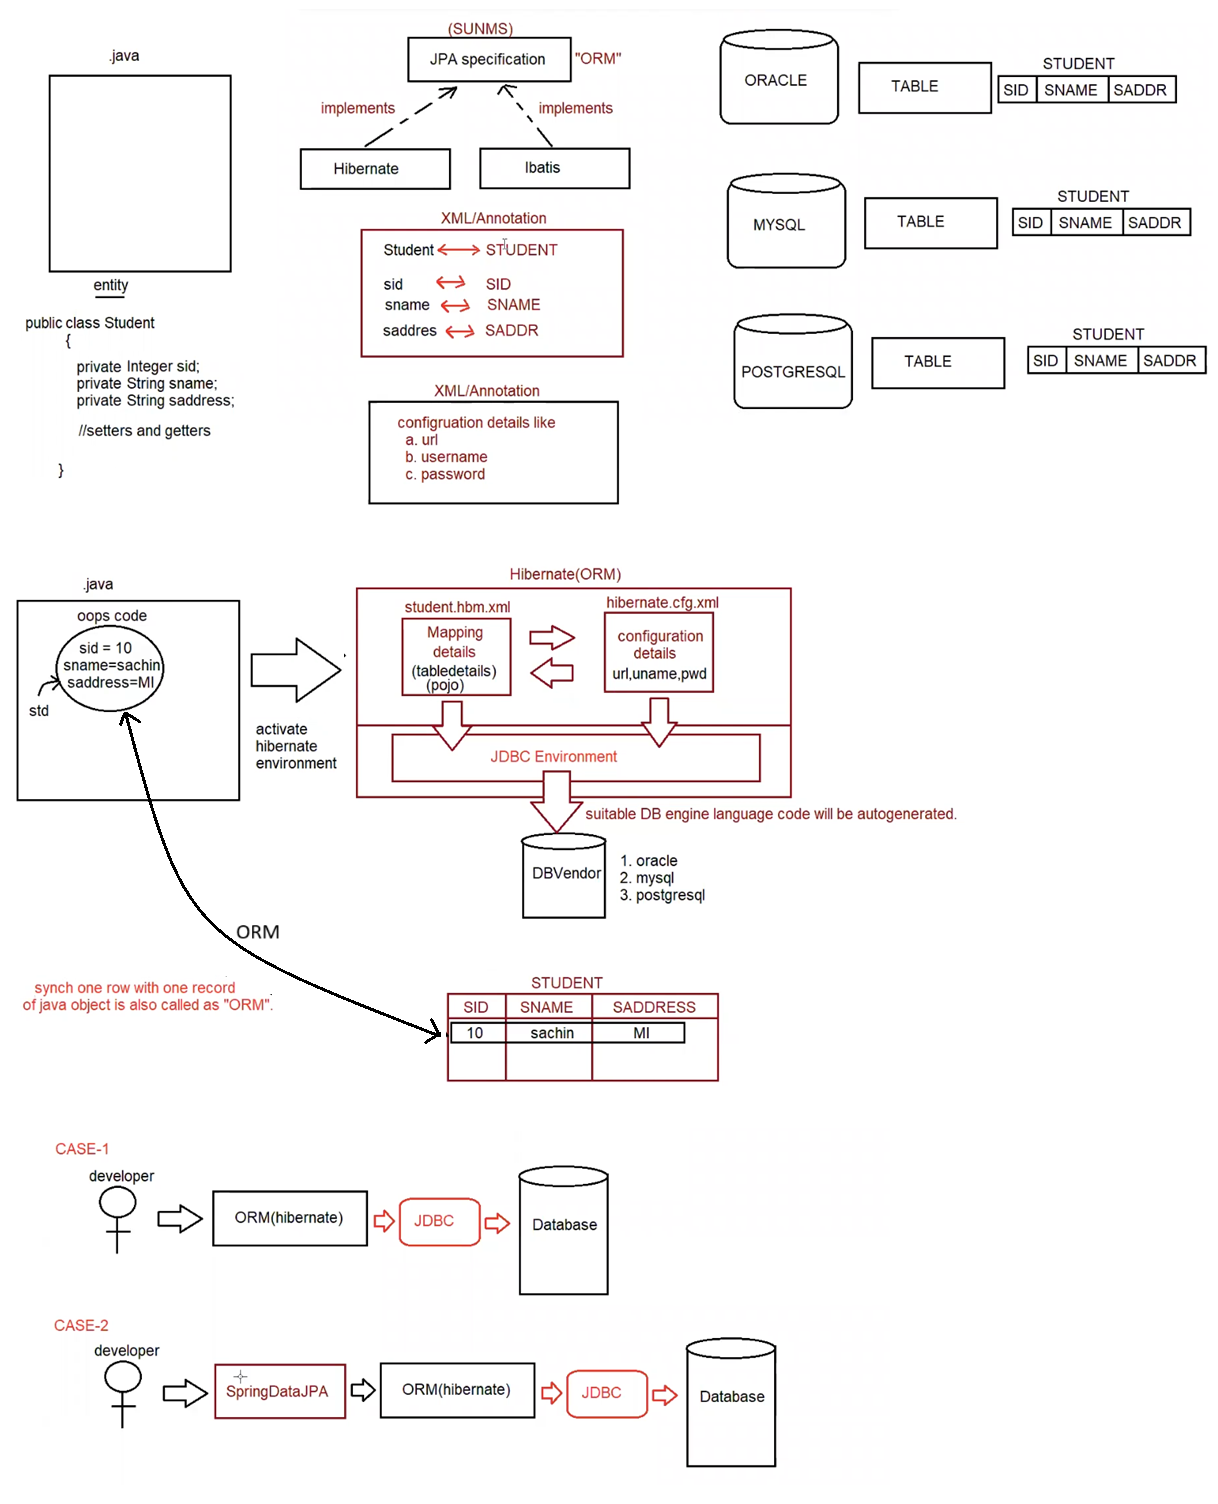 .java
entity
public class Student
{
private Integer sid;
private String sname;
private String saddress;
//setters and getters
}
(SUNMS)
JPA specification
"ORM"
implements
implements
Hibernate
Ibatis
XML/Annotation
Student STUDENT
sid SID
sname SNAME
saddres SADDR
XML/Annotation
configruation details like
a. url
b. username
c. password
ORACLE
TABLE
STUDENT
SID SNAME SADDR
MYSQL
TABLE
STUDENT
SID SNAME SADDR
POSTGRESQL
TABLE
STUDENT
SID SNAME SADDR
.java
oops code
sid = 10
sname=sachin
saddress=MI
std
activate
hibernate
environment
Hibernate(ORM)
student.hbm.xml
Mapping
details
(tabledetails)
(pojo)
hibernate.cfg.xml
configuration
details
url,uname,pwd
JDBC Environment
suitable DB engine language code will be autogenerated.
DBVendor
1. oracle
2. mysql
3. postgresql
ORM
synch one row with one record
of java object is also called as "ORM".
STUDENT
SID SNAME SADDRESS
10 sachin MI
CASE-1
developer
ORM(hibernate)
JDBC
Database
CASE-2
developer
SpringDataJPA
ORM(hibernate)
JDBC
Database